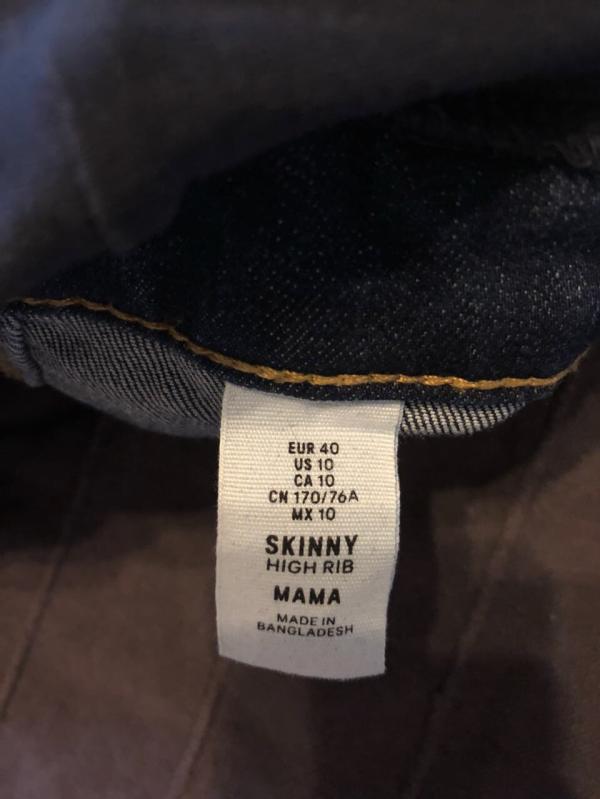 EUR 40
US 10
CA 10
CN 170/76A
MX 10
SKINNY
HIGH RIB
MAMA
MADE IN
BANGLADESH